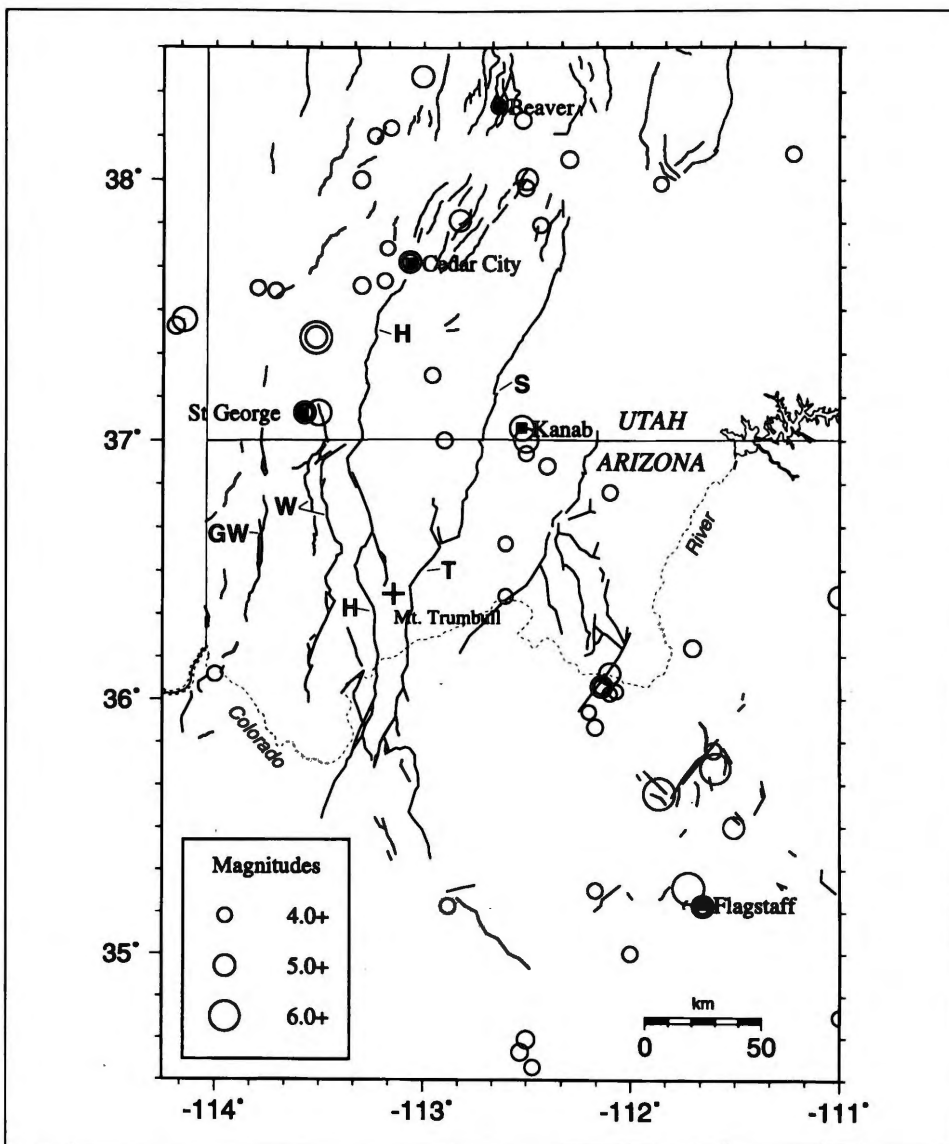 Beaver
38°
Cedar City
H
S
St George
Kanab
UTAH
37°
ARIZONA
W
GW
River
T
H
Mt. Trumbull
36°
Colorado
Magnitudes
4.0+
5.0+
6.0+
Flagstaff
35°
km
0 50
-114° -113° -112° -111°